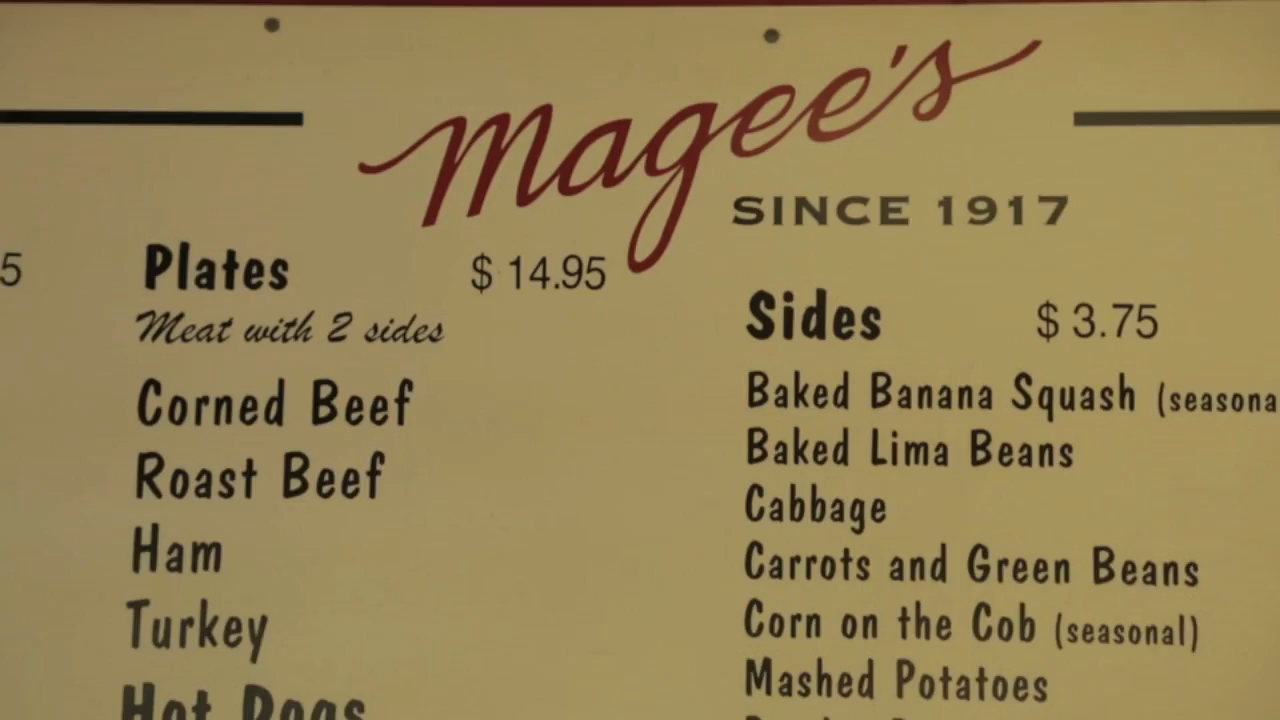 Magee's
SINCE 1917
5
Plates $ 14.95
Meat with 2 sides
Corned Beef
Roast Beef
Ham
Turkey
Hot Dogs
Sides $ 3.75
Baked Banana Squash (seasona
Baked Lima Beans
Cabbage
Carrots and Green Beans
Corn on the Cob (seasonal)
Mashed Potatoes